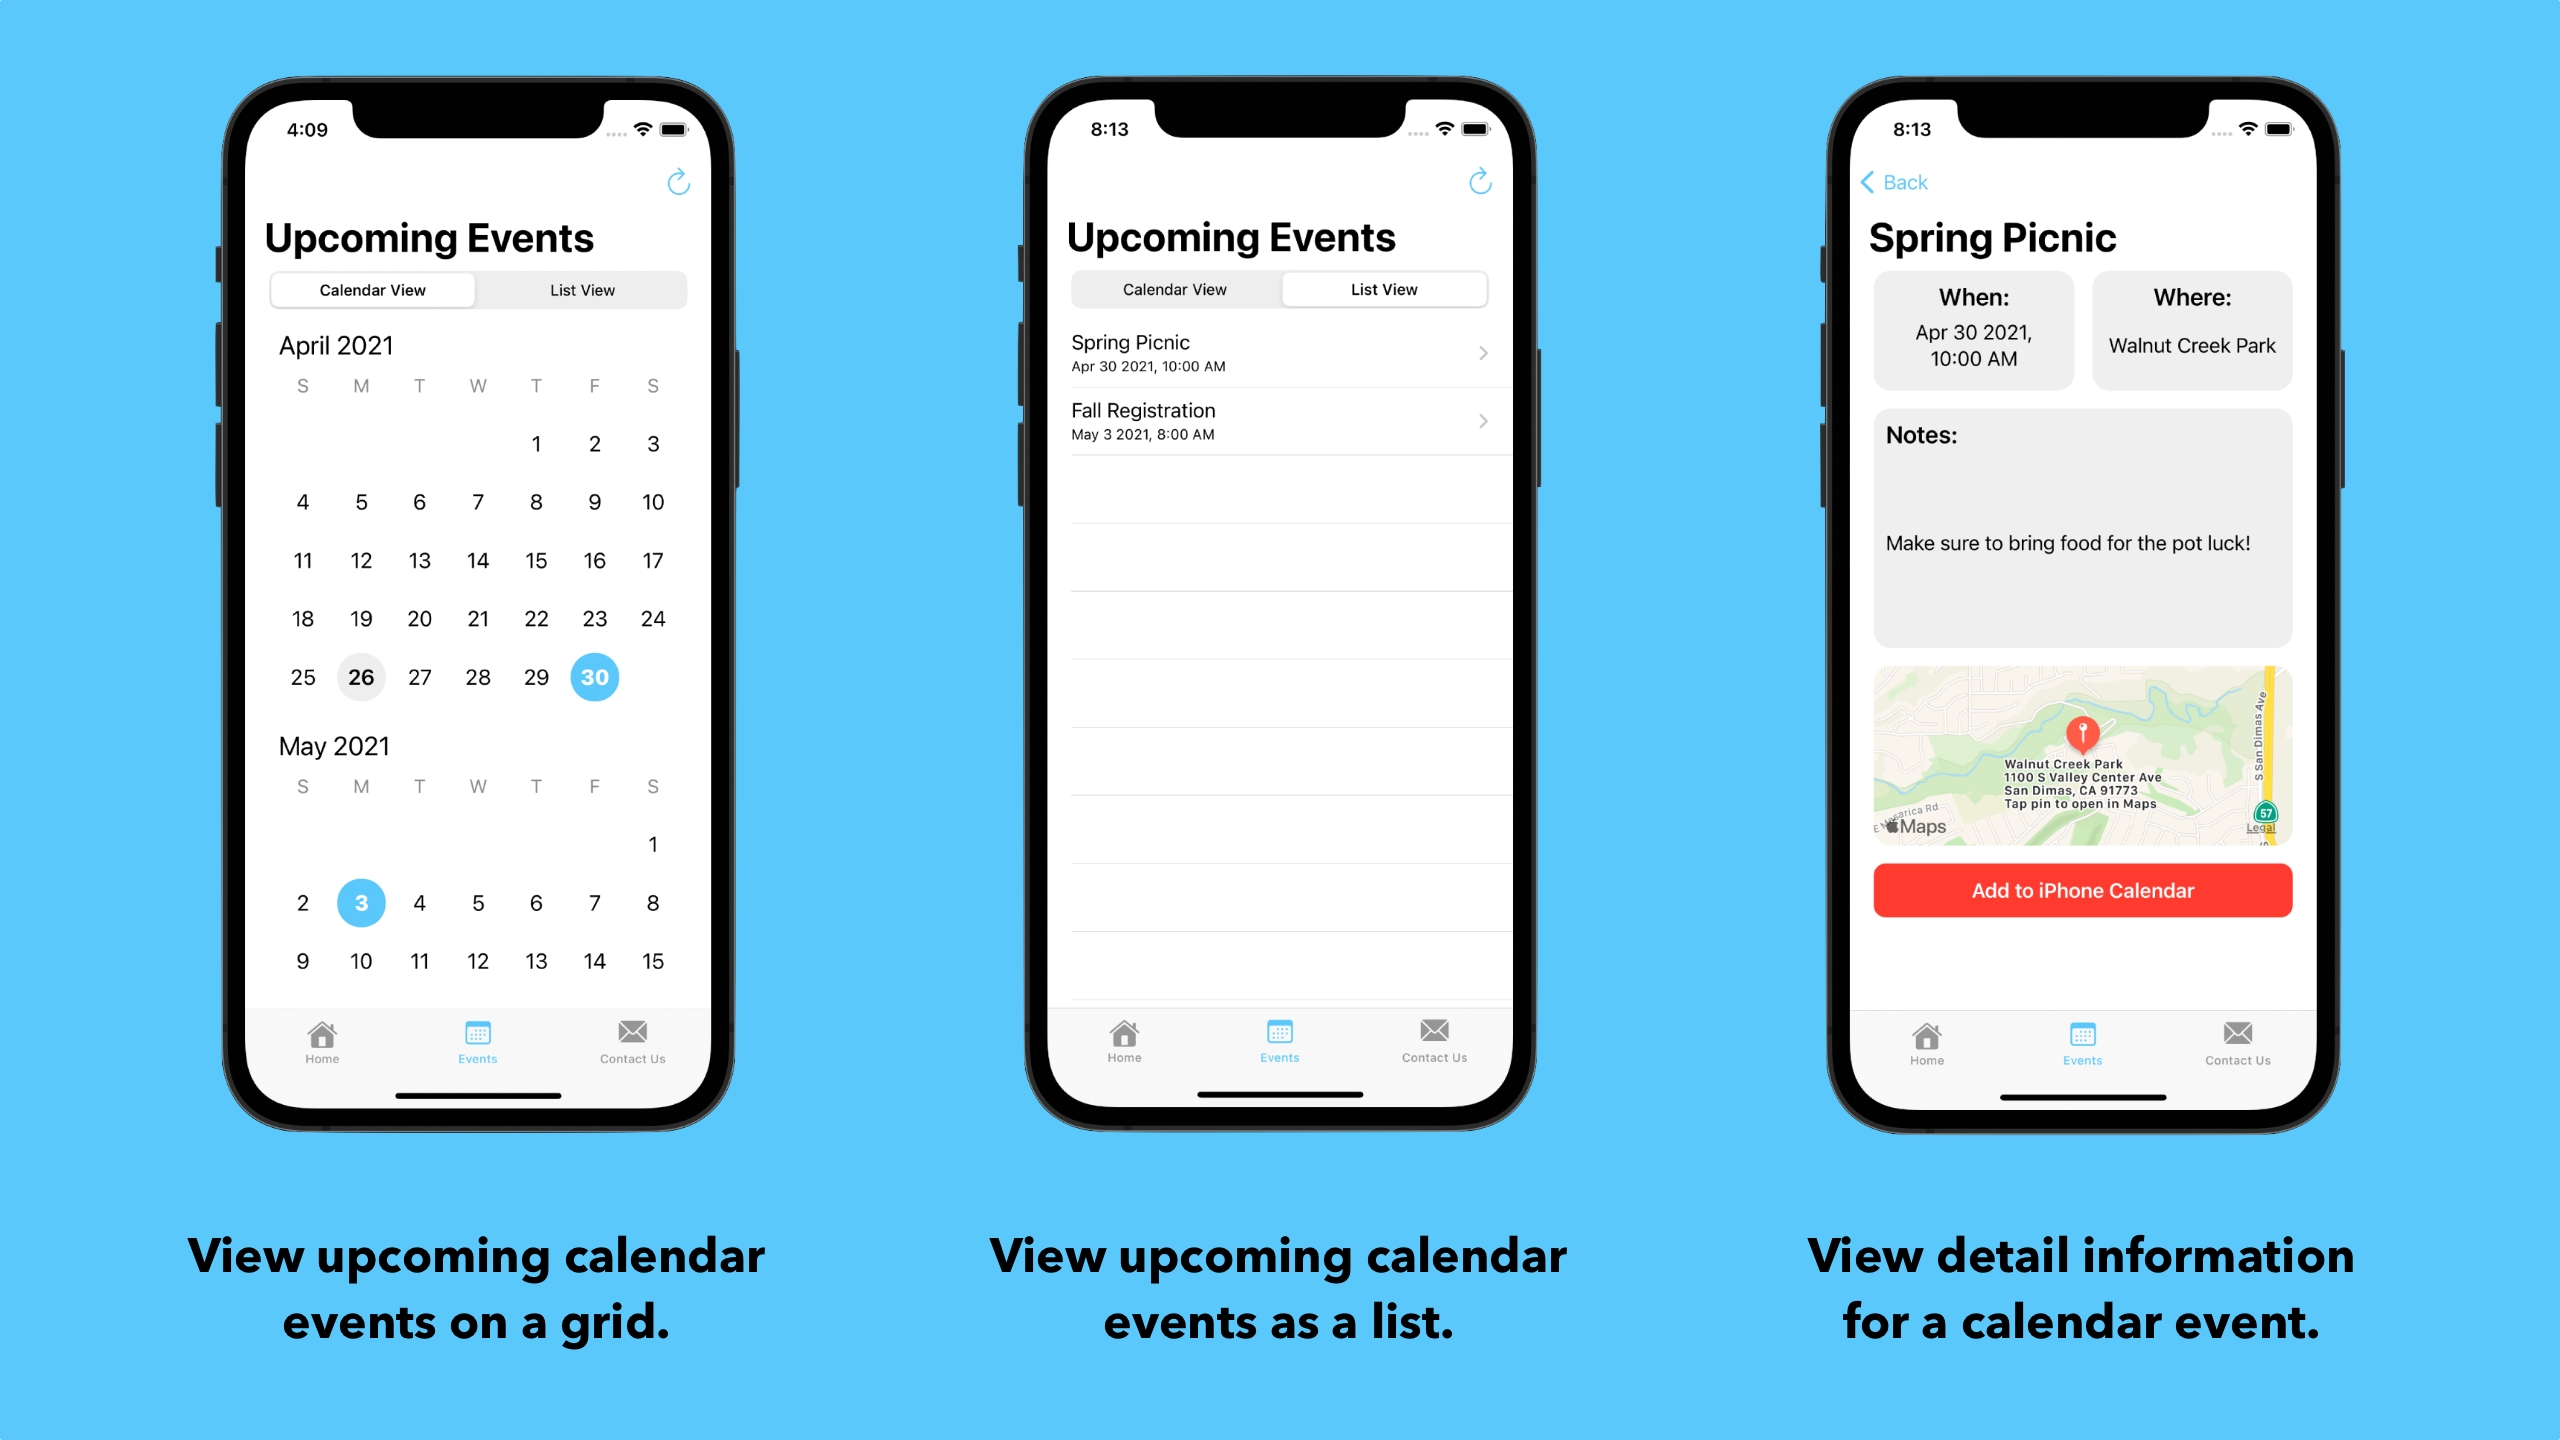 4:09
Upcoming Events
Calendar View List View
April 2021
S M T W T F S
1 2 3
4 5 6 7 8 9 10
11 12 13 14 15 16 17
18 19 20 21 22 23 24
25 26 27 28 29 30
May 2021
S M T W T F S
1
2 3 4 5 6 7 8
9 10 11 12 13 14 15
Home Events Contact Us
View upcoming calendar
events on a grid.
8:13
Upcoming Events
Calendar View List View
Spring Picnic
Apr 30 2021, 10:00 AM
Fall Registration
May 3 2021, 8:00 AM
Home Events Contact Us
View upcoming calendar
events as a list.
8:13
Back
Spring Picnic
When:
Apr 30 2021,
10:00 AM
Where:
Walnut Creek Park
Notes:
Make sure to bring food for the pot luck!
S San Dimas Ave
Walnut Creek Park
1100 S Valley Center Ave
San Dimas, CA 91773
Tap pin to open in Maps
57
Maps
Legal
Add to iPhone Calendar
Home Events Contact Us
View detail information
for a calendar event.